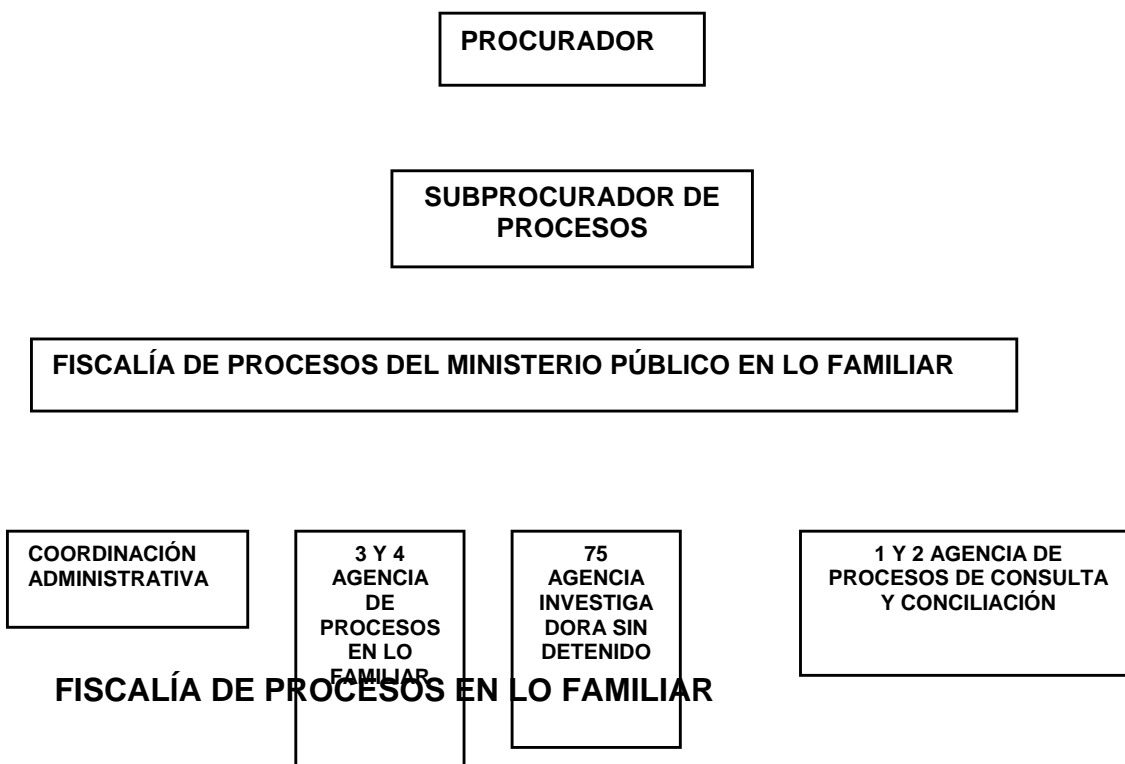 PROCURADOR
SUBPROCURADOR DE
PROCESOS
FISCALÍA DE PROCESOS DEL MINISTERIO PÚBLICO EN LO FAMILIAR
COORDINACIÓN
ADMINISTRATIVA
3 Y 4
AGENCIA
DE
PROCESOS
EN LO
FAMILIAR
75
AGENCIA
INVESTIGA
DORA SIN
DETENIDO
1 Y 2 AGENCIA DE
PROCESOS DE CONSULTA
Y CONCILIACIÓN
FISCALÍA DE PROCESOS EN LO FAMILIAR